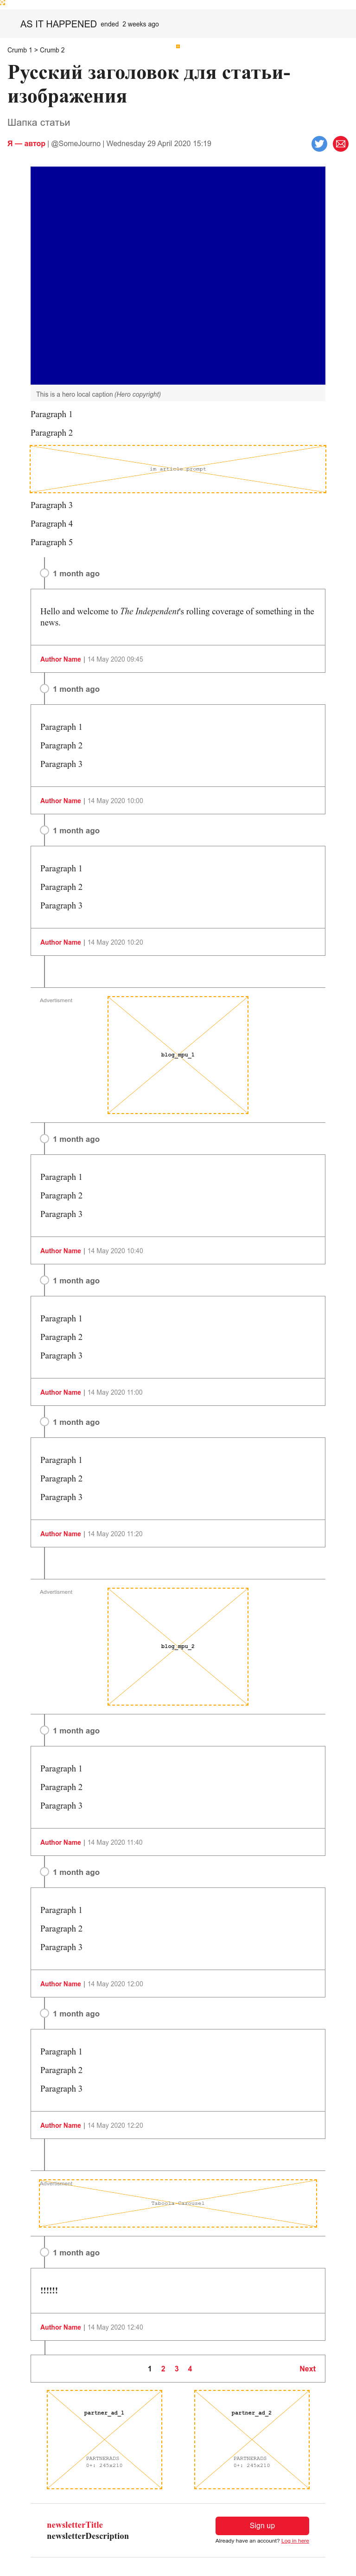 AS IT HAPPENED ended 2 weeks ago
Crumb 1 > Crumb 2
Русский заголовок для статьи-
изображения
Шапка статьи
Я — автор | @SomeJourno | Wednesday 29 April 2020 15:19
This is a hero local caption (Hero copyright)
Paragraph 1
Paragraph 2
in article prompt
Paragraph 3
Paragraph 4
Paragraph 5
1 month ago
Hello and welcome to The Independent's rolling coverage of something in the
news.
Author Name | 14 May 2020 09:45
1 month ago
Paragraph 1
Paragraph 2
Paragraph 3
Author Name | 14 May 2020 10:00
1 month ago
Paragraph 1
Paragraph 2
Paragraph 3
Author Name | 14 May 2020 10:20
Advertisment
blog_mpu_1
1 month ago
Paragraph 1
Paragraph 2
Paragraph 3
Author Name | 14 May 2020 10:40
1 month ago
Paragraph 1
Paragraph 2
Paragraph 3
Author Name | 14 May 2020 11:00
1 month ago
Paragraph 1
Paragraph 2
Paragraph 3
Author Name | 14 May 2020 11:20
Advertisment
blog_mpu_2
1 month ago
Paragraph 1
Paragraph 2
Paragraph 3
Author Name | 14 May 2020 11:40
1 month ago
Paragraph 1
Paragraph 2
Paragraph 3
Author Name | 14 May 2020 12:00
1 month ago
Paragraph 1
Paragraph 2
Paragraph 3
Author Name | 14 May 2020 12:20
Advertisment
Taboola Carousel
1 month ago
!!!!!!
Author Name | 14 May 2020 12:40
1 2 3 4 Next
partner_ad_1
PARTNERADS
0+: 245x210
partner_ad_2
PARTNERADS
0+: 245x210
newsletterTitle
newsletterDescription
Sign up
Already have an account? Log in here